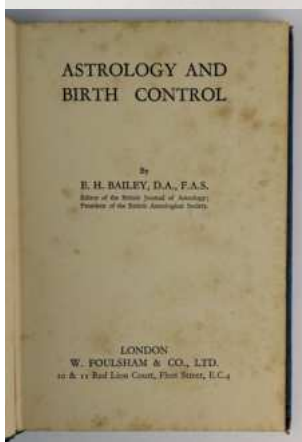 ASTROLOGY AND
BIRTH CONTROL
By
E. H. BAILEY, D.A., F.A.S.
Editor of the British Journal of Astrology;
President of the British Astrological Society.
LONDON
W. FOULSHAM & CO., LTD.
10 & 11 Red Lion Court, Fleet Street, E.C.4